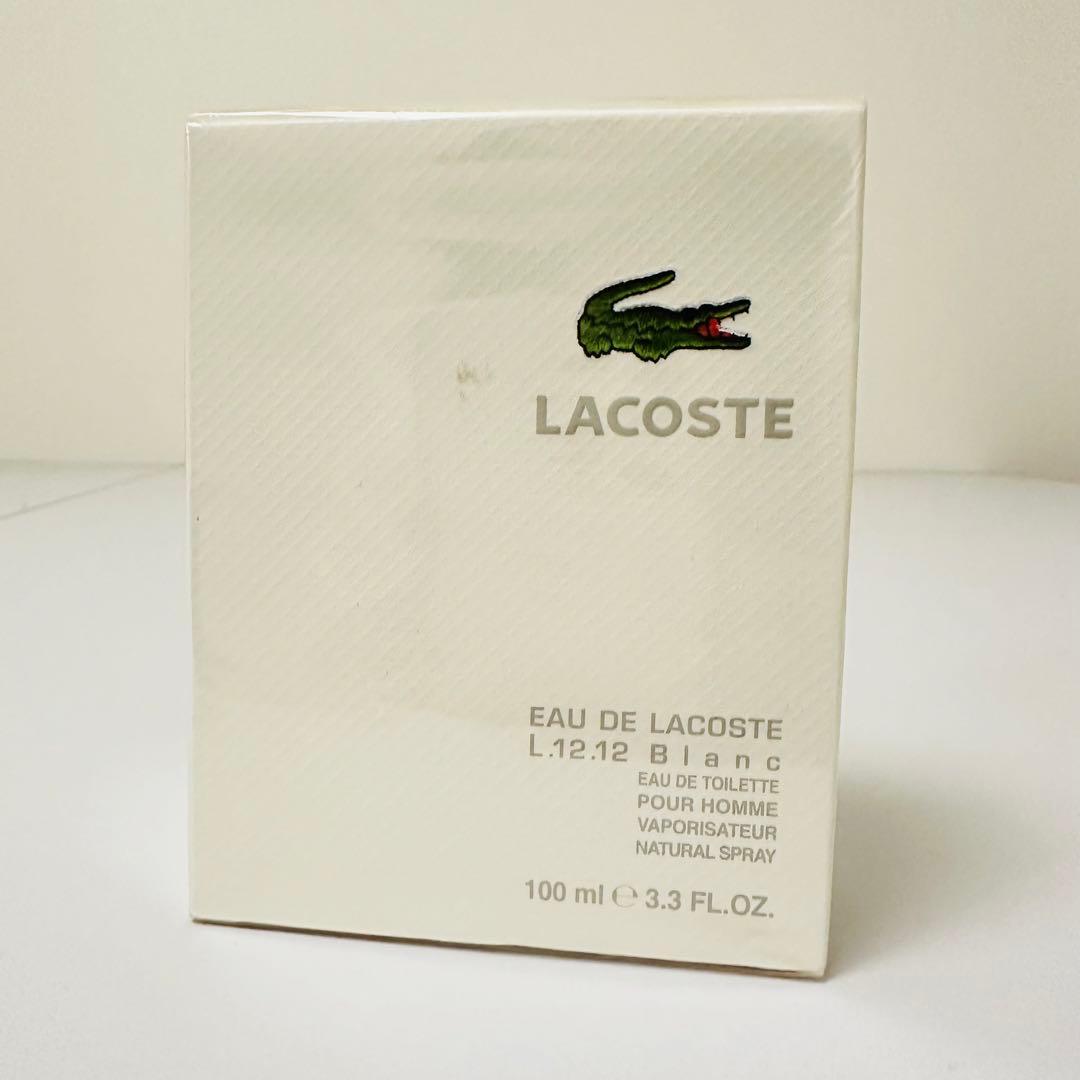 LACOSTE
EAU DE LACOSTE
L.12.12 Blanc
EAU DE TOILETTE
POUR HOMME
VAPORISATEUR
NATURAL SPRAY
100 ml ℮ 3.3 FL.OZ.